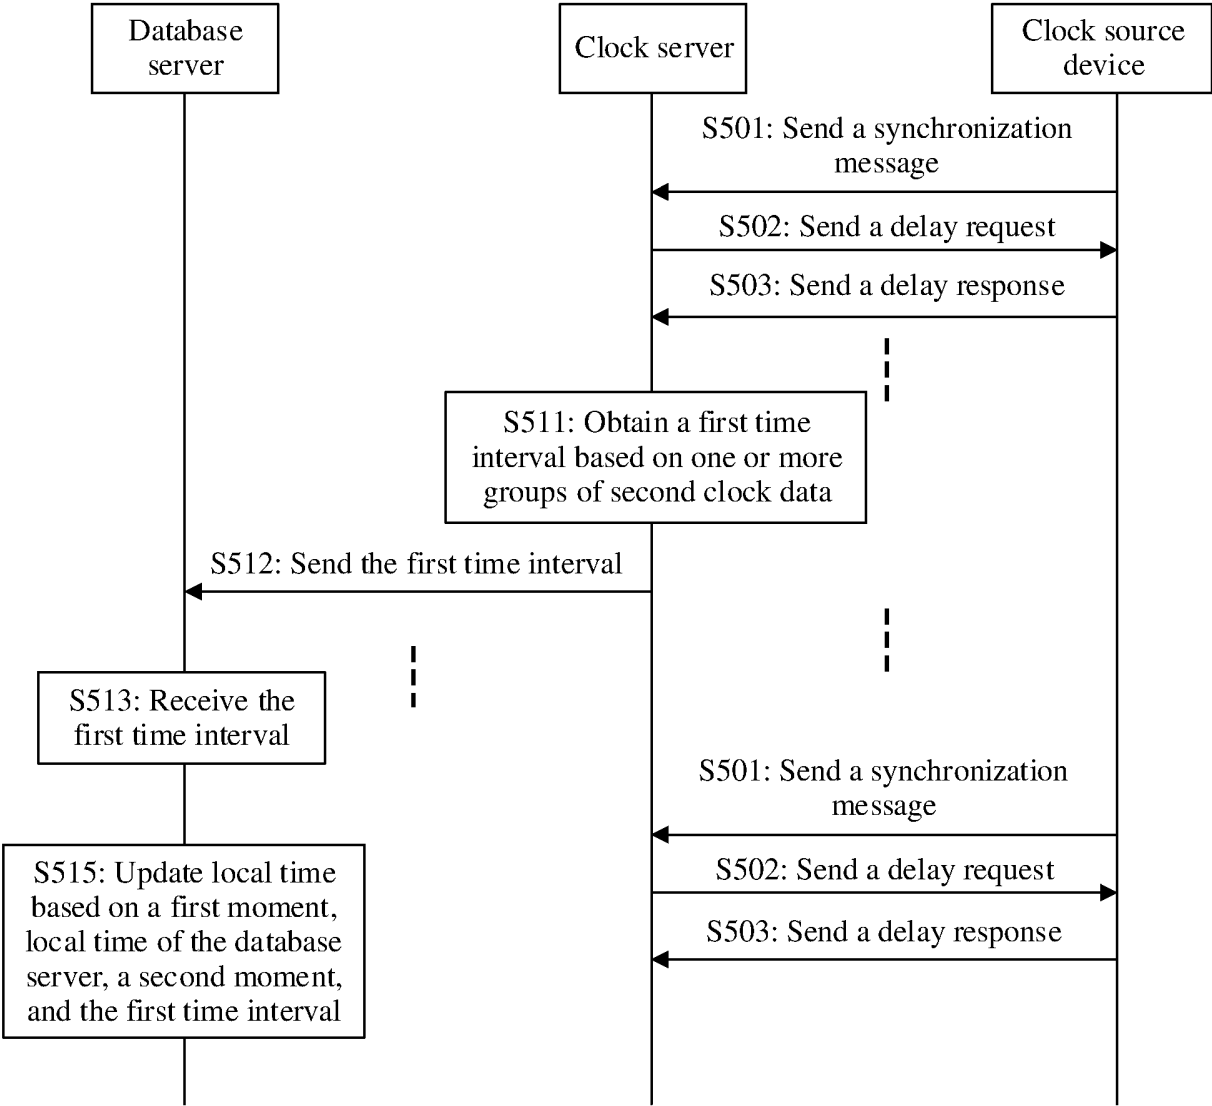 Database
server
Clock server
Clock source
device
S501: Send a synchronization
message
S502: Send a delay request
S503: Send a delay response
S511: Obtain a first time
interval based on one or more
groups of second clock data
S512: Send the first time interval
S513: Receive the
first time interval
S501: Send a synchronization
message
S502: Send a delay request
S503: Send a delay response
S515: Update local time
based on a first moment,
local time of the database
server, a second moment,
and the first time interval